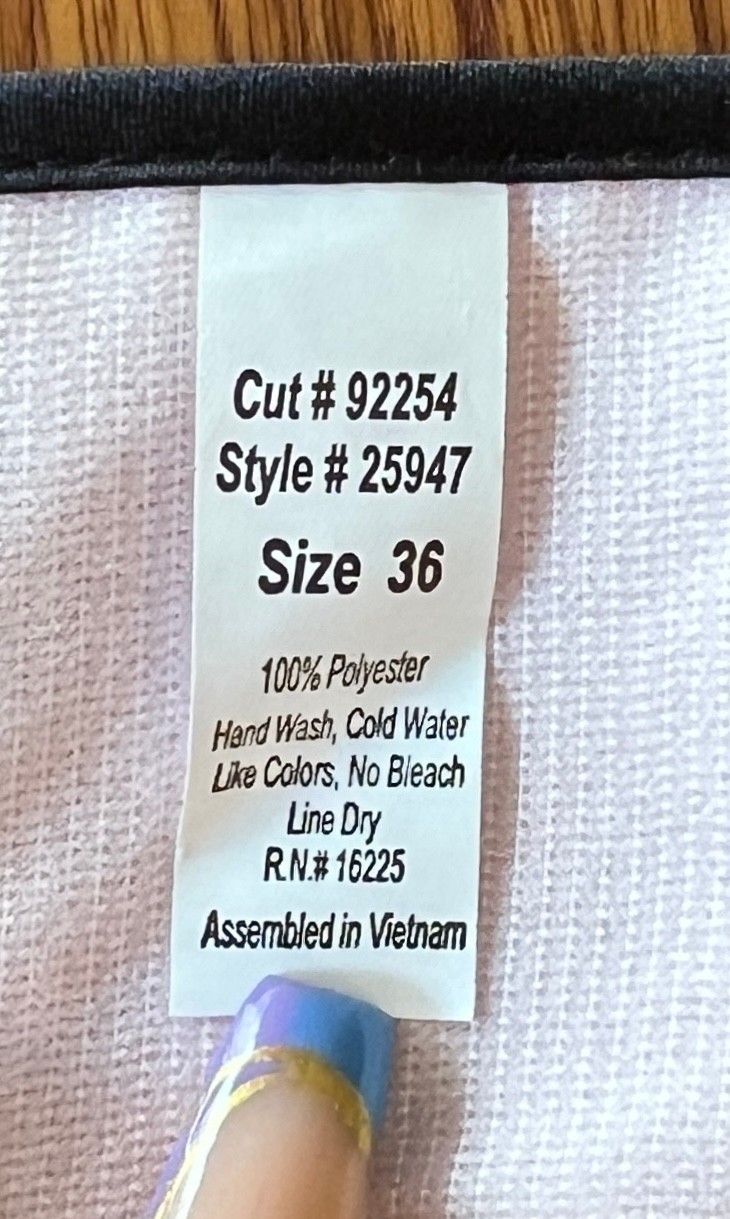 Cut # 92254
Style # 25947
Size 36
100% Polyester
Hand Wash, Cold Water
Like Colors, No Bleach
Line Dry
R.N.# 16225
Assembled in Vietnam